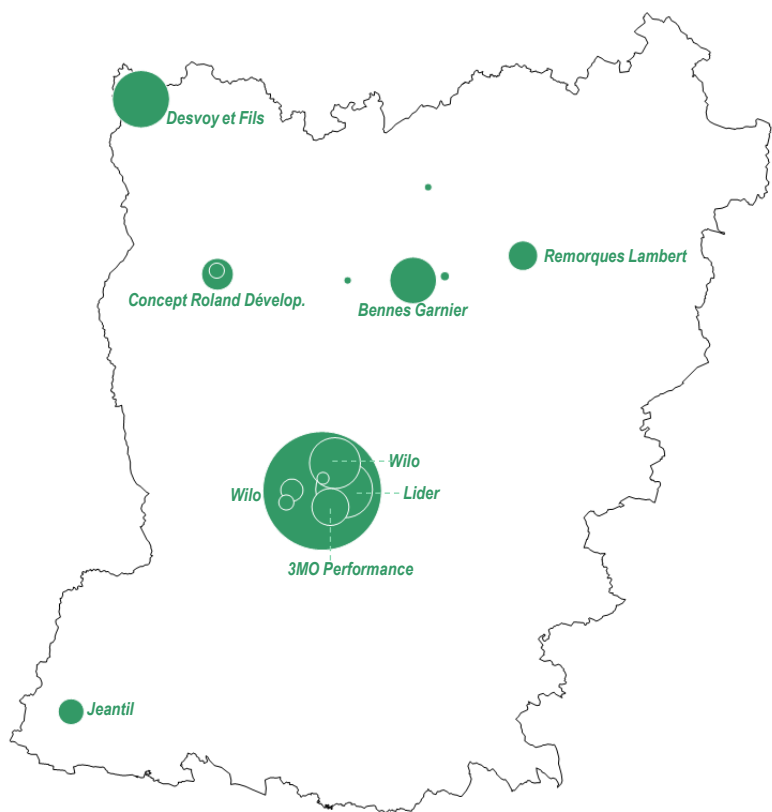 Desvoy et Fils
Remorques Lambert
Concept Roland Dévelop.
Bennes Garnier
Wilo
Wilo
Lider
3MO Performance
Jeantil